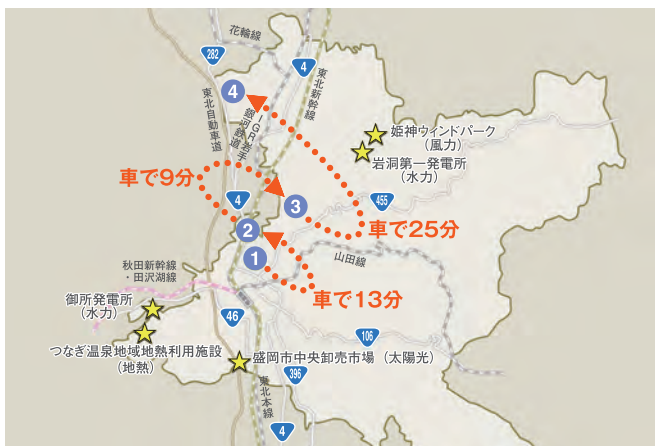 花輪線
282
4
東北新幹線
4
東北自動車道
IGR岩手
銀河鉄道
姫神ウィンドパーク
（風力）
岩洞第一発電所
（水力）
車で9分
4
3
455
2
車で25分
1
山田線
秋田新幹線
・田沢湖線
車で13分
御所発電所
（水力）
46
つなぎ温泉地域地熱利用施設
（地熱）
106
盛岡市中央卸売市場（太陽光）
396
東北本線
4